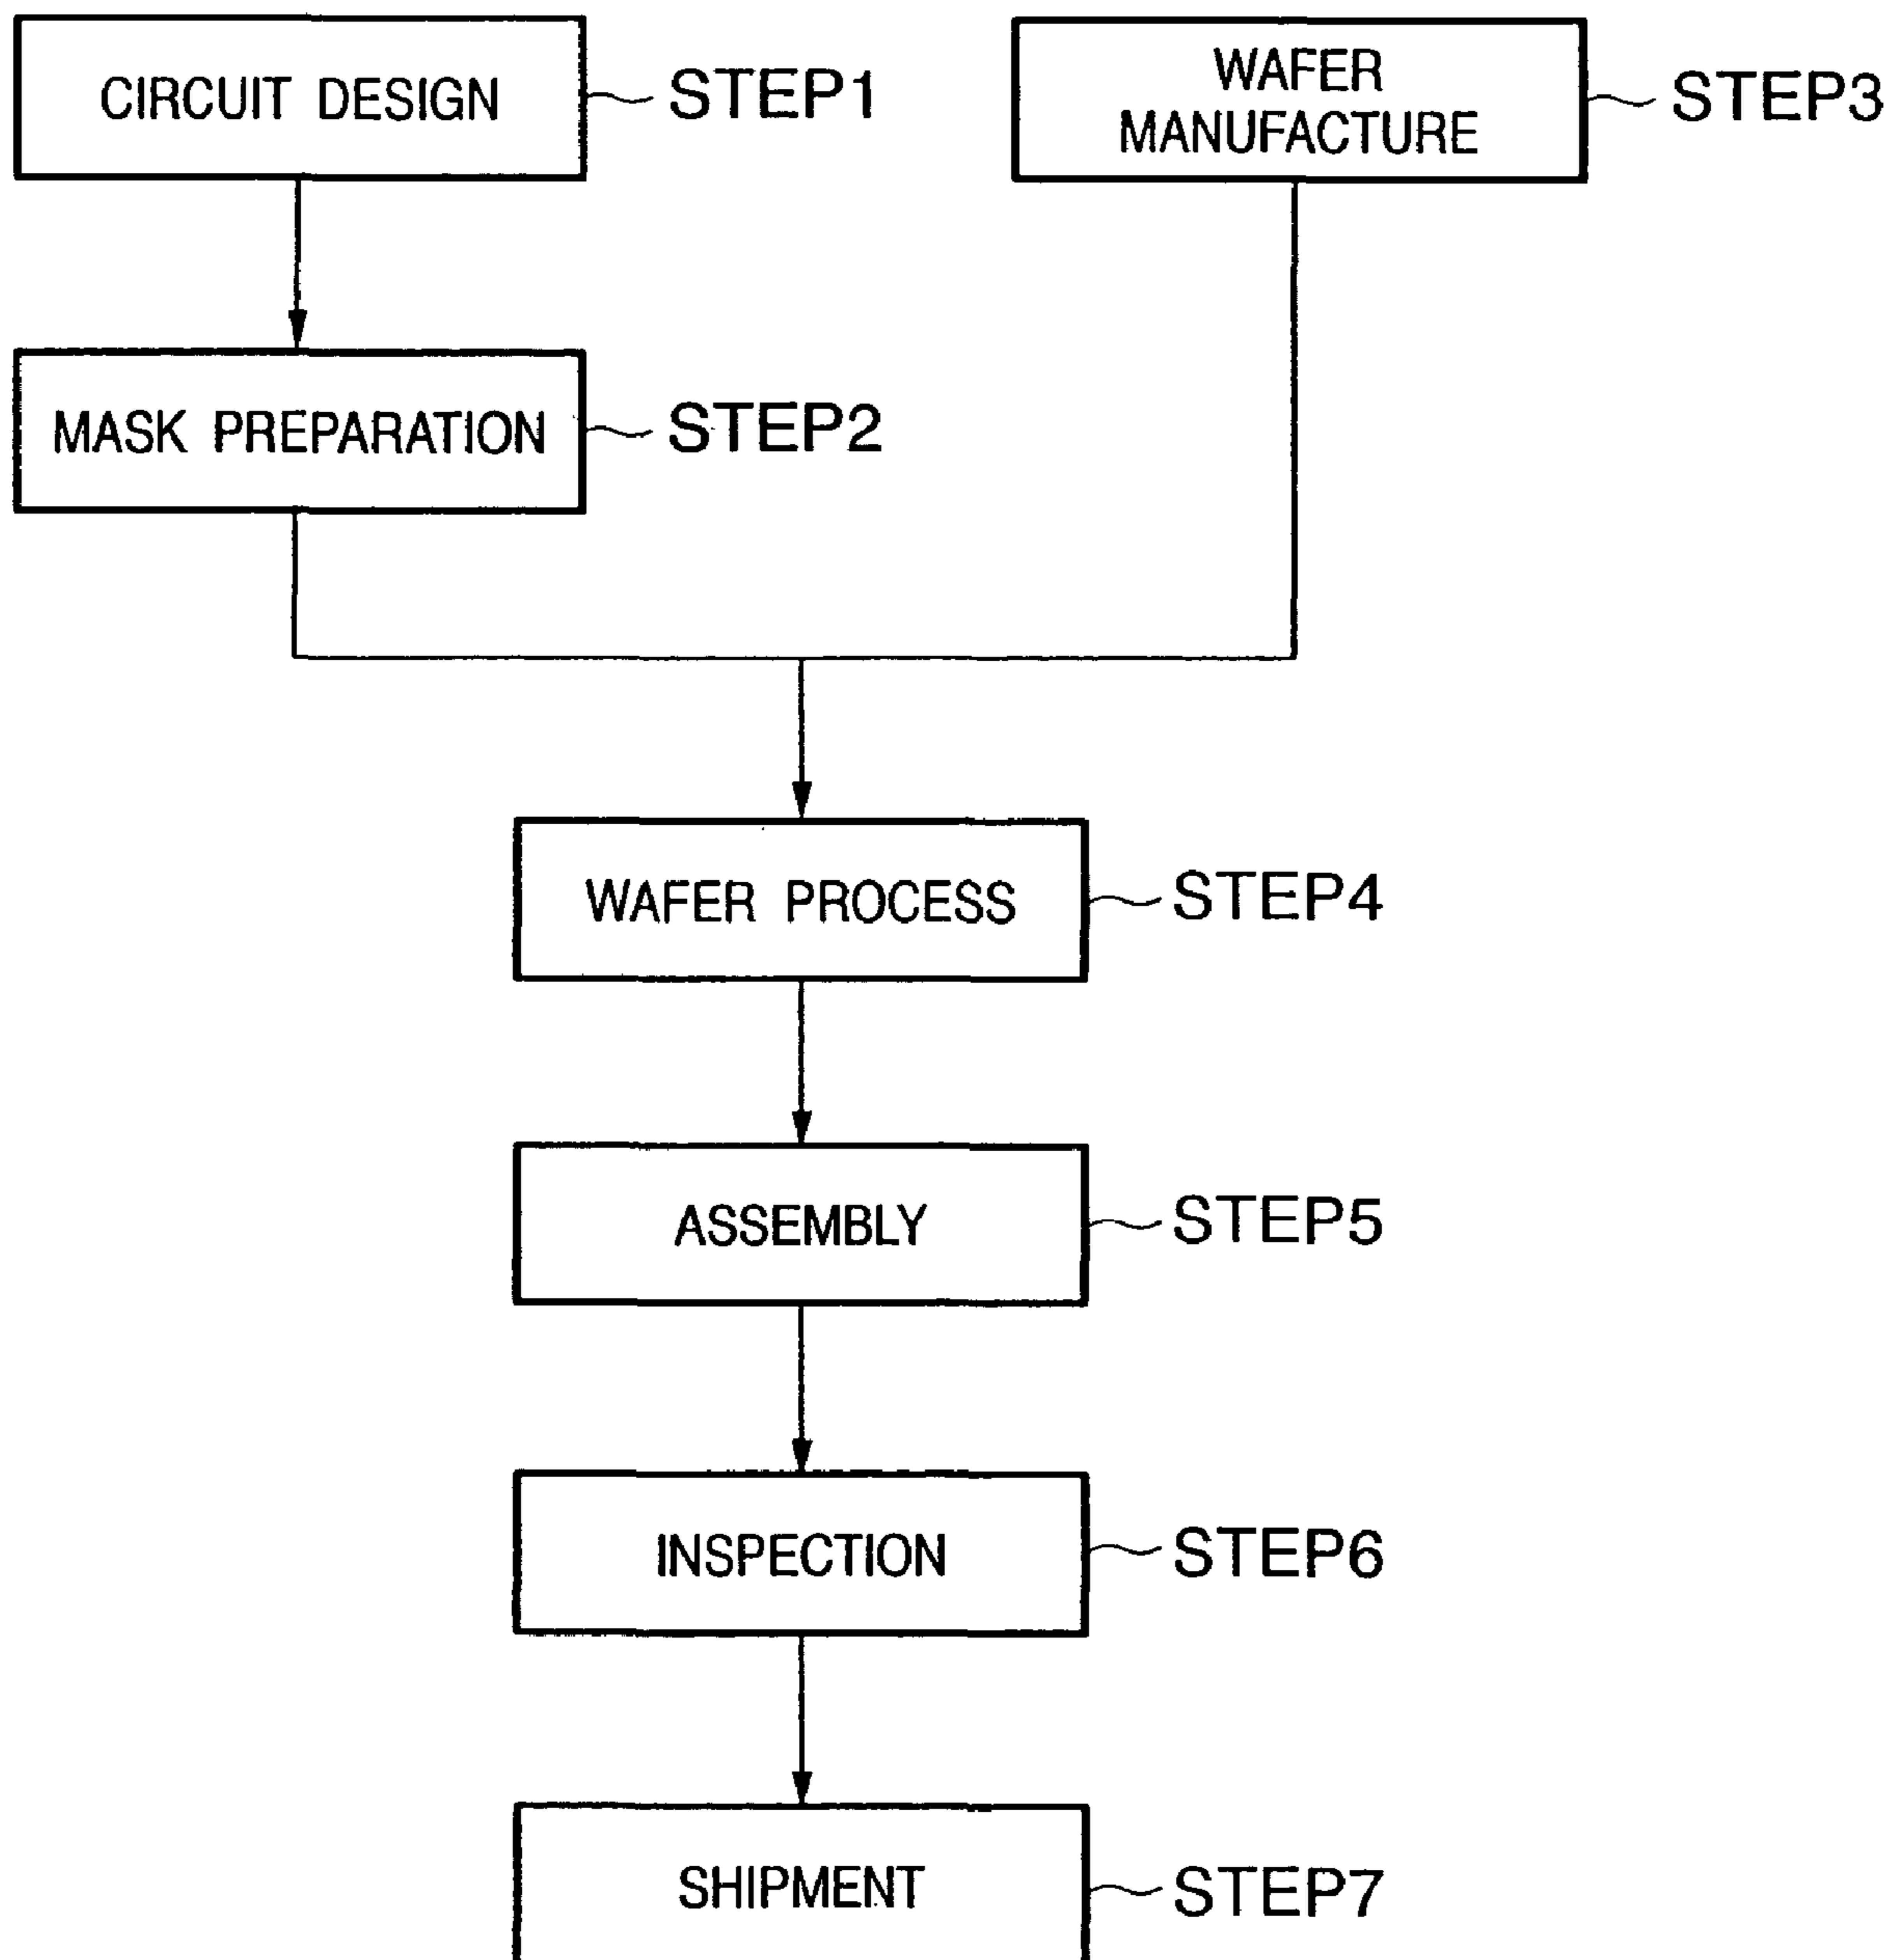 CIRCUIT DESIGN
STEP1
WAFER
MANUFACTURE
STEP3
MASK PREPARATION
STEP2
WAFER PROCESS
STEP4
ASSEMBLY
STEP5
INSPECTION
STEP6
SHIPMENT
STEP7